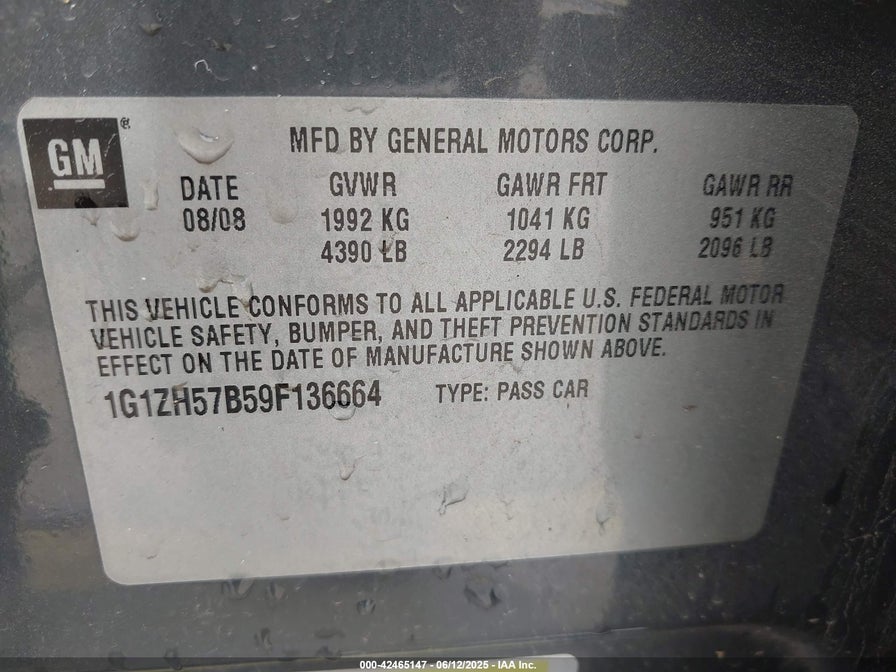 GM ®
MFD BY GENERAL MOTORS CORP.
DATE GVWR GAWR FRT GAWR RR
08/08 1992 KG 1041 KG 951 KG
4390 LB 2294 LB 2096 LB
THIS VEHICLE CONFORMS TO ALL APPLICABLE U.S. FEDERAL MOTOR
VEHICLE SAFETY, BUMPER, AND THEFT PREVENTION STANDARDS IN
EFFECT ON THE DATE OF MANUFACTURE SHOWN ABOVE.
1G1ZH57B59F136664 TYPE: PASS CAR
000-42465147 - 06/12/2025 - IAA Inc.